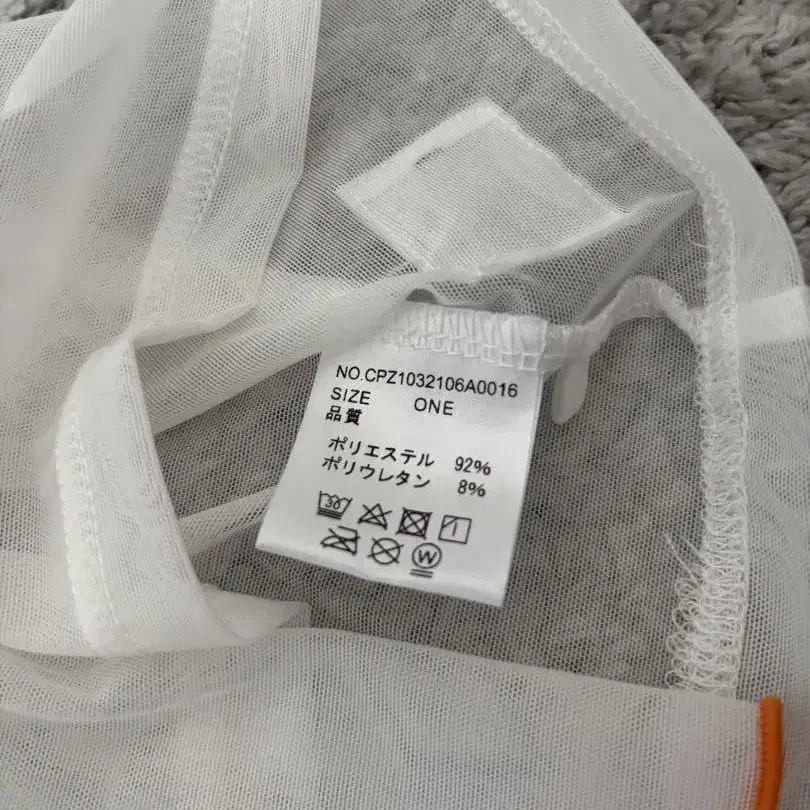 NO.CPZ1032106A0016
SIZE ONE
品質
ポリエステル 92%
ポリウレタン 8%
30
W